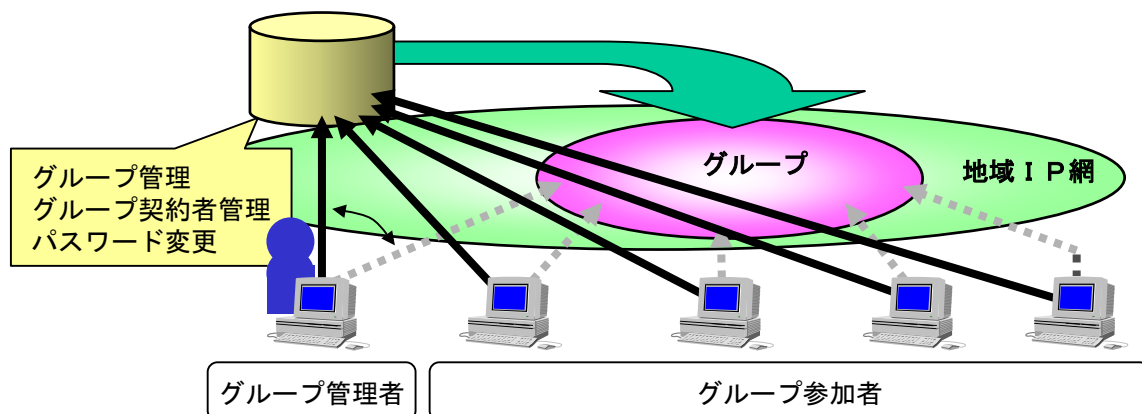 グループ
地域ＩＰ網
グループ管理
グループ契約者管理
パスワード変更
グループ管理者
グループ参加者